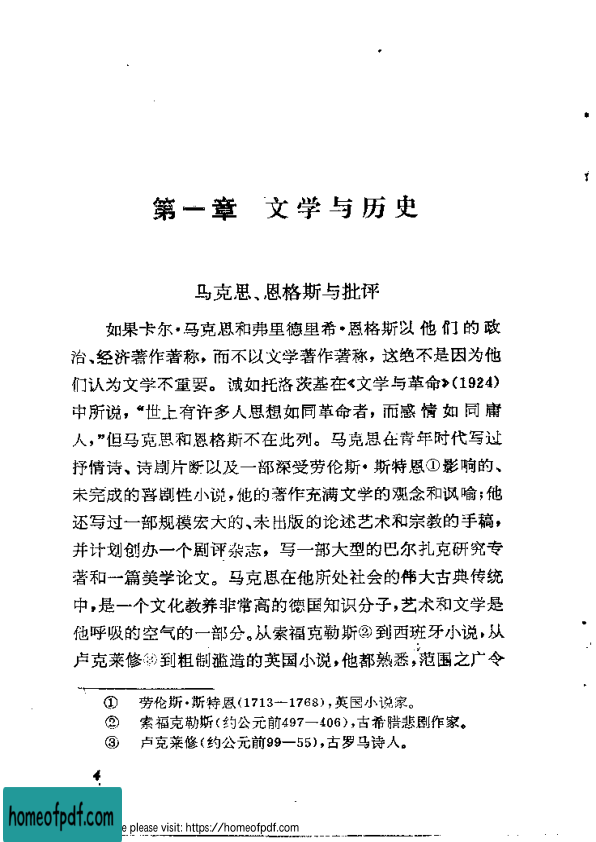 第一章 文学与历史
马克思、恩格斯与批评
如果卡尔·马克思和弗里德里希·恩格斯以他们的政
治、经济著作著称，而不以文学著作著称，这绝不是因为他
们认为文学不重要。诚如托洛茨基在《文学与革命》(1924)
中所说，“世上有许多人思想如同革命者，而感情如同庸
人，”但马克思和恩格斯不在此列。马克思在青年时代写过
抒情诗、诗剧片断以及一部深受劳伦斯·斯特恩①影响的、
未完成的喜剧性小说，他的著作充满文学的观念和讽喻；他
还写过一部规模宏大的、未出版的论述艺术和宗教的手稿，
并计划创办一个剧评杂志，写一部大型的巴尔扎克研究专
著和一篇美学论文。马克思在他所处社会的伟大古典传统
中，是一个文化教养非常高的德国知识分子，艺术和文学是
他呼吸的空气的一部分。从索福克勒斯②到西班牙小说，从
卢克莱修③到粗制滥造的英国小说，他都熟悉，范围之广令
① 劳伦斯·斯特恩(1713—1768)，英国小说家。
② 索福克勒斯(约公元前497—406)，古希腊悲剧作家。
③ 卢克莱修(约公元前99—55)，古罗马诗人。
4
homeofpdf.com
e please visit: https://homeofpdf.com